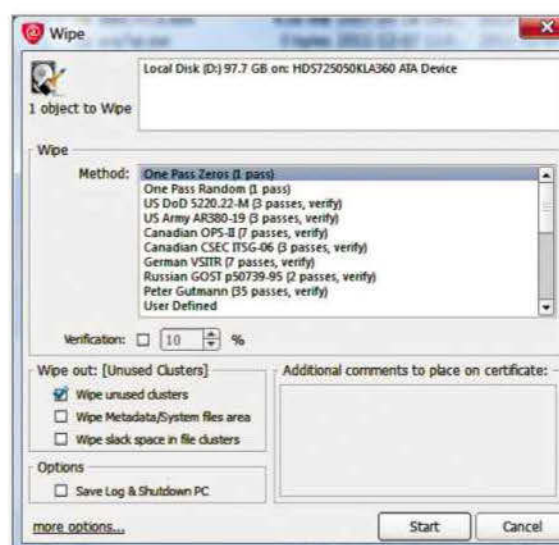 Wipe
Local Disk (D:) 97.7 GB on: HDS725050KLA360 ATA Device
1 object to Wipe
Wipe
Method:
One Pass Zeros (1 pass)
One Pass Random (1 pass)
US DoD 5220.22-M (3 passes, verify)
US Army AR380-19 (3 passes, verify)
Canadian OPS-II (7 passes, verify)
Canadian CSEC ITSG-06 (3 passes, verify)
German VSITR (7 passes, verify)
Russian GOST p50739-95 (2 passes, verify)
Peter Gutmann (35 passes, verify)
User Defined
Verification: 10 %
Wipe out: [Unused Clusters]
Wipe unused clusters
Wipe Metadata/System files area
Wipe slack space in file clusters
Additional comments to place on certificate:
Options
Save Log & Shutdown PC
more options...
Start
Cancel